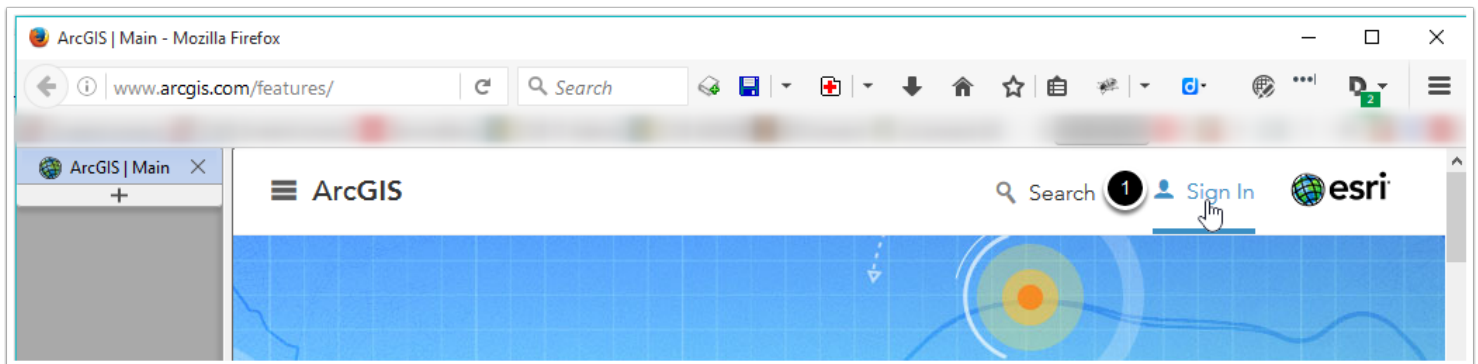 ArcGIS | Main - Mozilla Firefox
www.arcgis.com/features/
Search
2
ArcGIS | Main
ArcGIS
Search
1
Sign In
esri